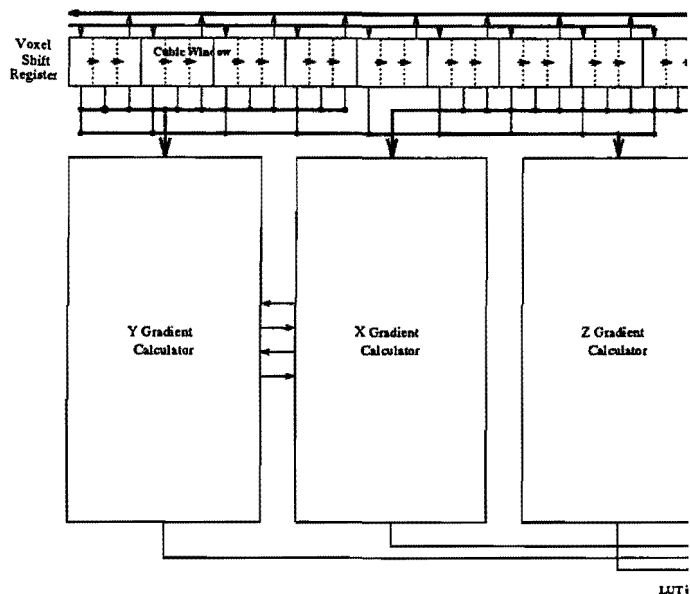 Voxel
Shift
Register
Cubic Window
Y Gradient
Calculator
X Gradient
Calculator
Z Gradient
Calculator